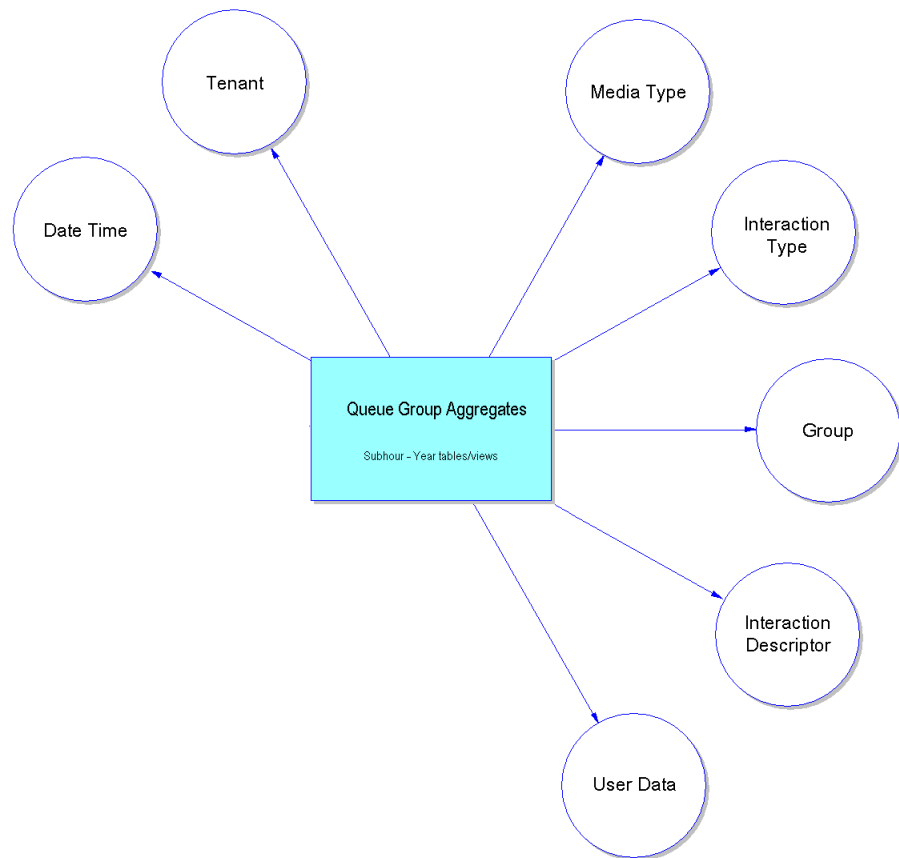 Tenant
Media Type
Date Time
Interaction
Type
Queue Group Aggregates
Subhour – Year tables/views
Group
Interaction
Descriptor
User Data